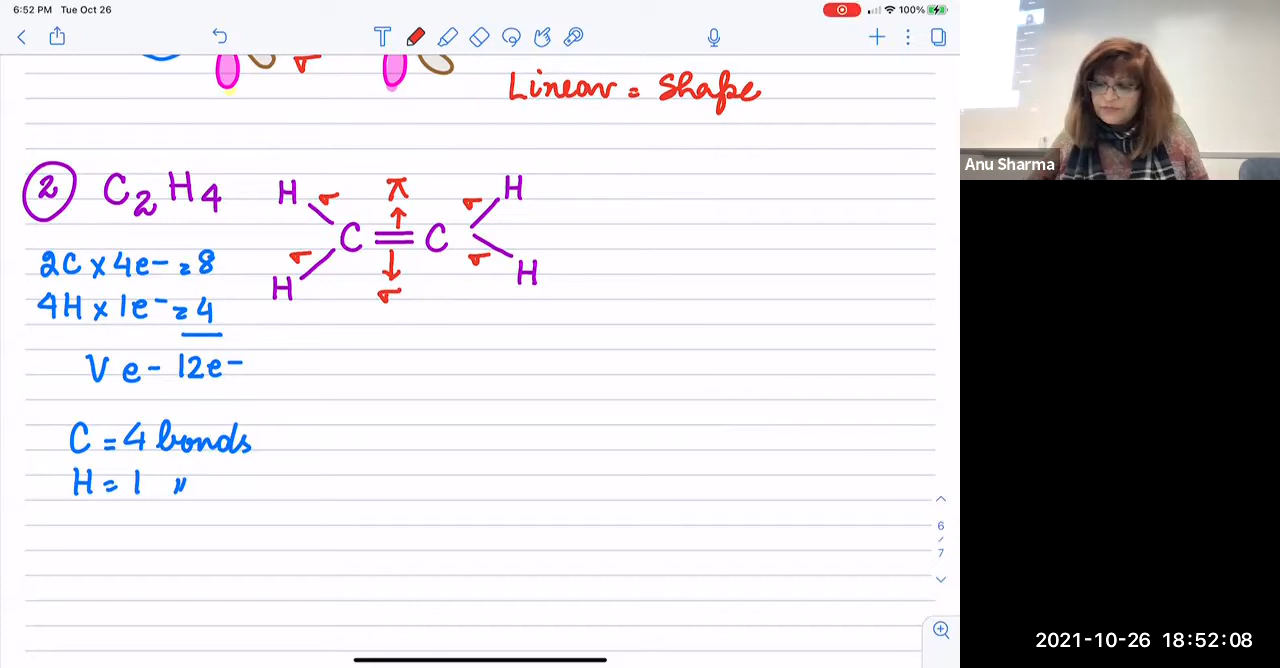 6:52 PM Tue Oct 26
100%
Linear = Shape
Anu Sharma
2 C2H4
H σ π σ H
C = C
H σ σ σ H
2C x 4e- = 8
4H x 1e- = 4
Ve- 12e-
C = 4 bonds
H = 1 〃
σ
6
/
7
T
2021-10-26 18:52:08